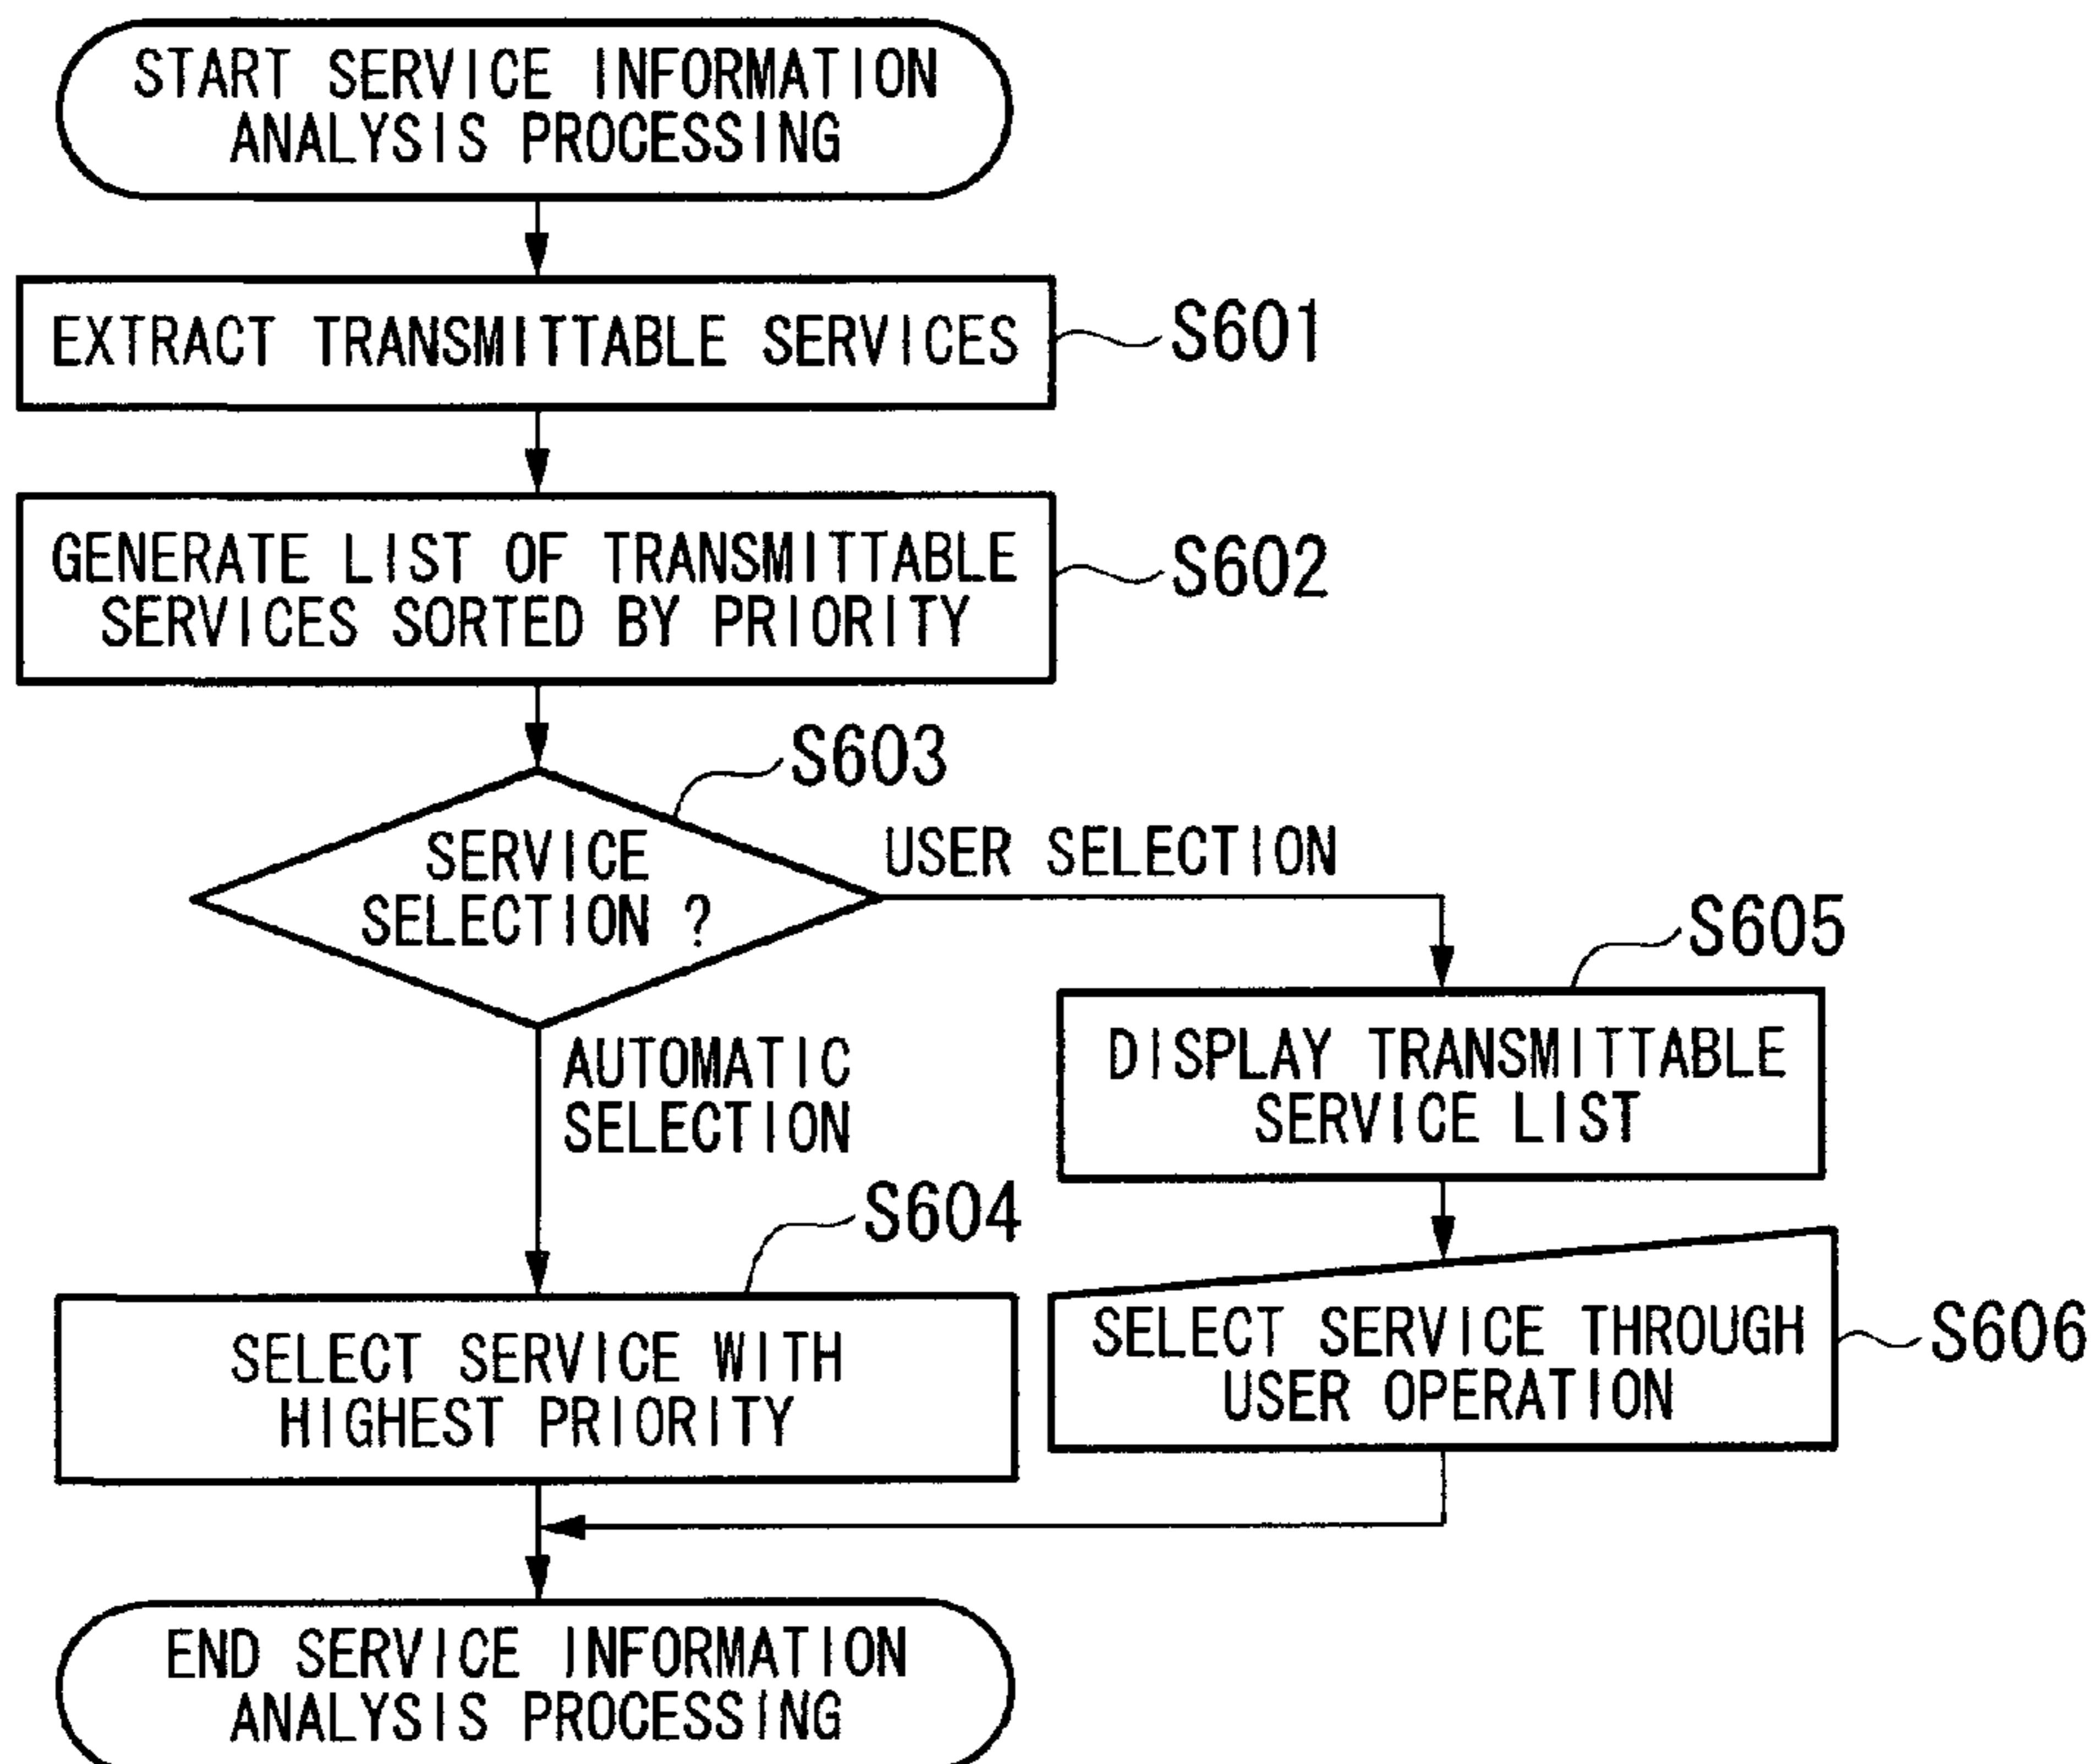 START SERVICE INFORMATION
ANALYSIS PROCESSING
EXTRACT TRANSMITTABLE SERVICES
S601
GENERATE LIST OF TRANSMITTABLE
SERVICES SORTED BY PRIORITY
S602
S603
SERVICE
SELECTION ?
USER SELECTION
AUTOMATIC
SELECTION
S605
DISPLAY TRANSMITTABLE
SERVICE LIST
S604
SELECT SERVICE WITH
HIGHEST PRIORITY
SELECT SERVICE THROUGH
USER OPERATION
S606
END SERVICE INFORMATION
ANALYSIS PROCESSING